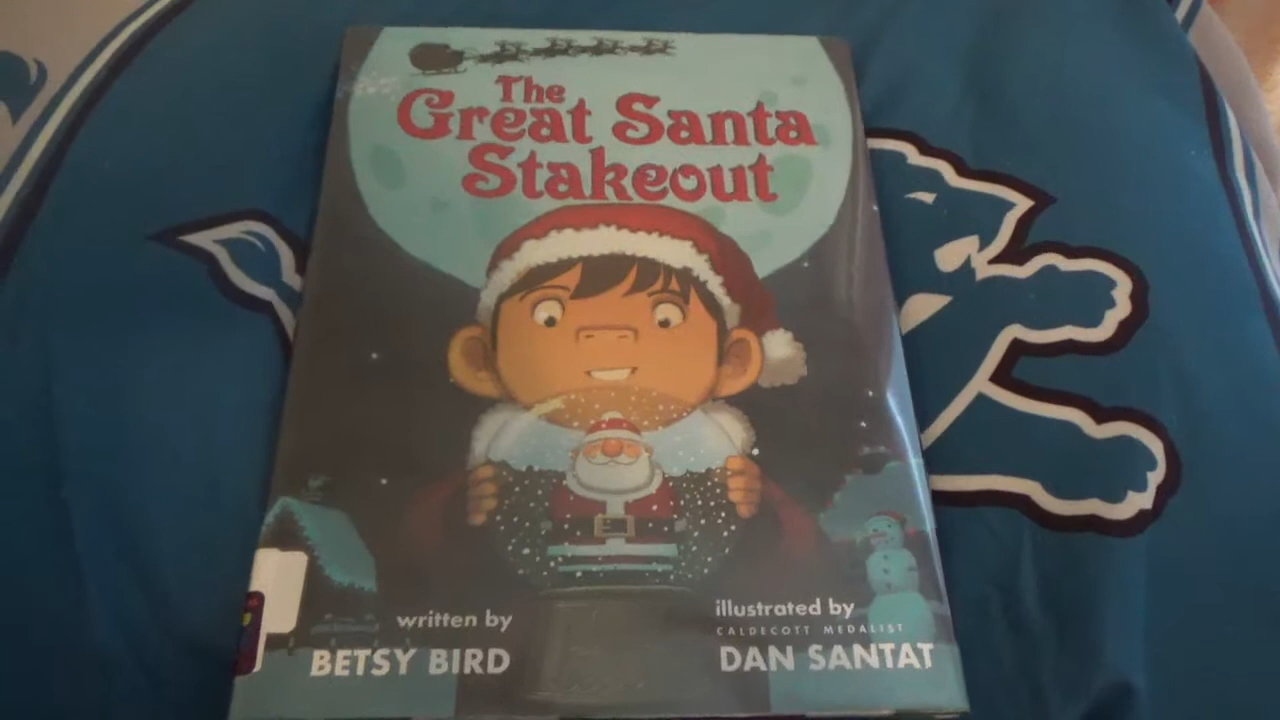 The
Great Santa
Stakeout
written by
BETSY BIRD
illustrated by
CALDECOTT MEDALIST
DAN SANTAT